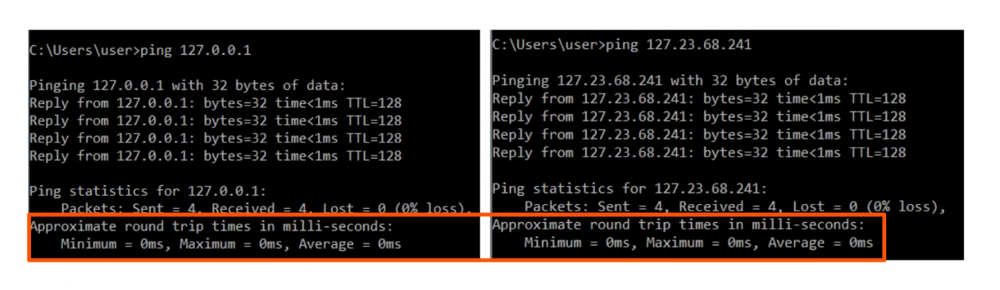 C:\Users\user>ping 127.0.0.1
Pinging 127.0.0.1 with 32 bytes of data:
Reply from 127.0.0.1: bytes=32 time<1ms TTL=128
Reply from 127.0.0.1: bytes=32 time<1ms TTL=128
Reply from 127.0.0.1: bytes=32 time<1ms TTL=128
Reply from 127.0.0.1: bytes=32 time<1ms TTL=128
Ping statistics for 127.0.0.1:
Packets: Sent = 4, Received = 4, Lost = 0 (0% loss),
Approximate round trip times in milli-seconds:
Minimum = 0ms, Maximum = 0ms, Average = 0ms
C:\Users\user>ping 127.23.68.241
Pinging 127.23.68.241 with 32 bytes of data:
Reply from 127.23.68.241: bytes=32 time<1ms TTL=128
Reply from 127.23.68.241: bytes=32 time<1ms TTL=128
Reply from 127.23.68.241: bytes=32 time<1ms TTL=128
Reply from 127.23.68.241: bytes=32 time<1ms TTL=128
Ping statistics for 127.23.68.241:
Packets: Sent = 4, Received = 4, Lost = 0 (0% loss),
Approximate round trip times in milli-seconds:
Minimum = 0ms, Maximum = 0ms, Average = 0ms